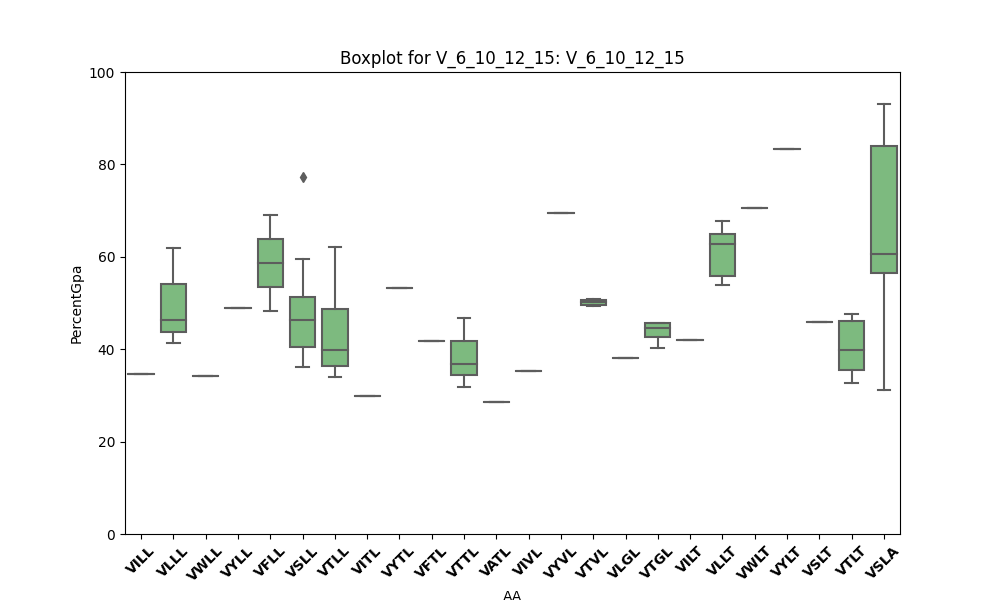 Boxplot for V_6_10_12_15: V_6_10_12_15
100
80
60
40
20
0
PercentGpa
VILL VLLL VWLL VYLL VFLL VSLL VTLL VITL VYTL VFTL VTTL VATL VIVL VYVL VTVL VLGL VTGL VILT VLLT VWLT VYLT VSLT VTLT VSLA
AA